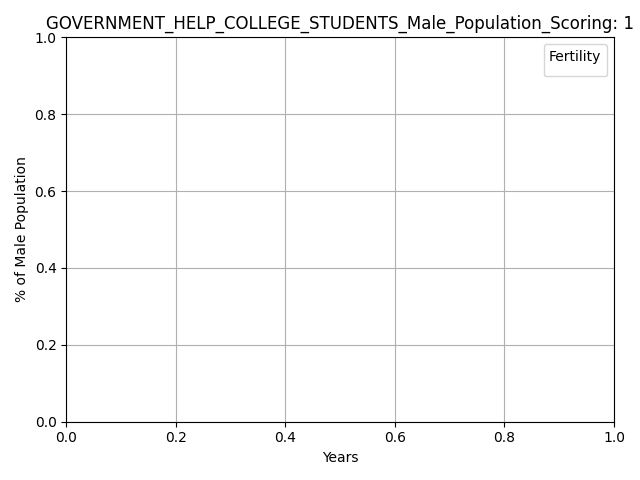 GOVERNMENT_HELP_COLLEGE_STUDENTS_Male_Population_Scoring: 1
Fertility
1.0
0.8
0.6
0.4
0.2
0.0
% of Male Population
0.0 0.2 0.4 0.6 0.8 1.0
Years